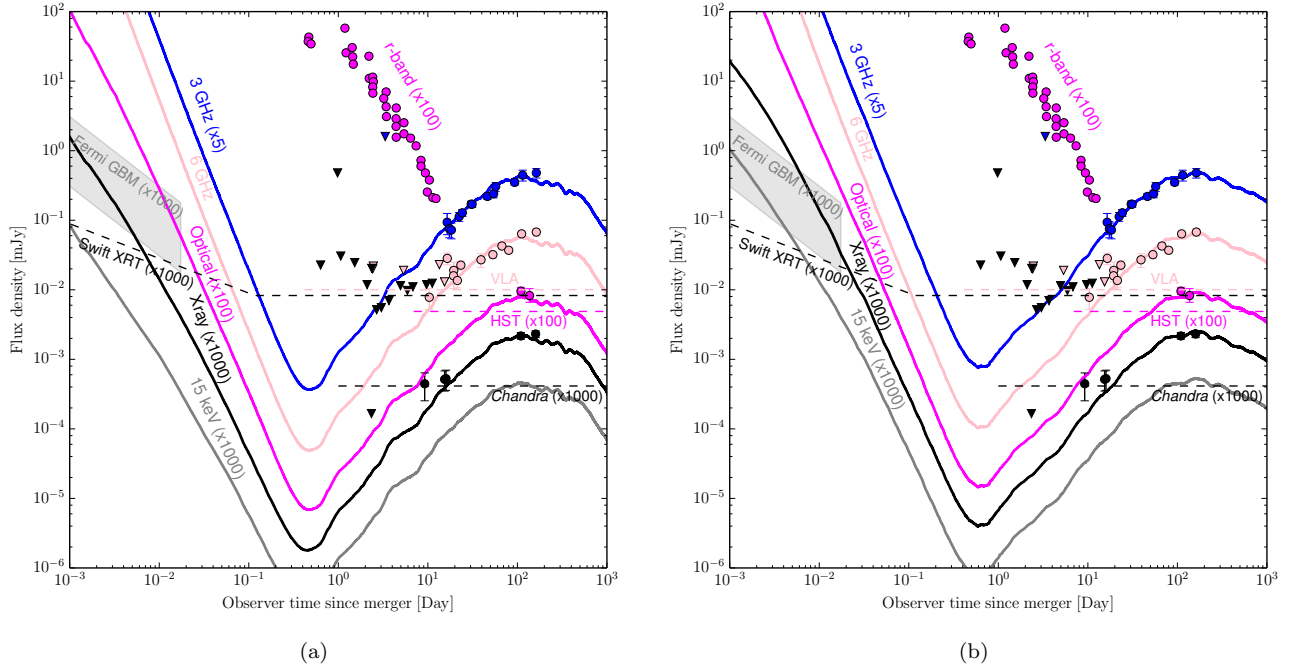 10^2
10^1
10^0
10^-1
10^-2
10^-3
10^-4
10^-5
10^-6
Flux density [mJy]
10^-3 10^-2 10^-1 10^0 10^1 10^2 10^3
Observer time since merger [Day]
r-band (x100)
3 GHz (x5)
6 GHz
Fermi GBM (x1000)
Swift XRT (x1000)
Optical (x100)
Xray (x1000)
15 keV (x1000)
VLA
HST (x100)
Chandra (x1000)
(a)
10^2
10^1
10^0
10^-1
10^-2
10^-3
10^-4
10^-5
10^-6
Flux density [mJy]
10^-3 10^-2 10^-1 10^0 10^1 10^2 10^3
Observer time since merger [Day]
r-band (x100)
3 GHz (x5)
6 GHz
Fermi GBM (x1000)
Swift XRT (x1000)
Optical (x100)
Xray (x1000)
15 keV (x1000)
VLA
HST (x100)
Chandra (x1000)
(b)